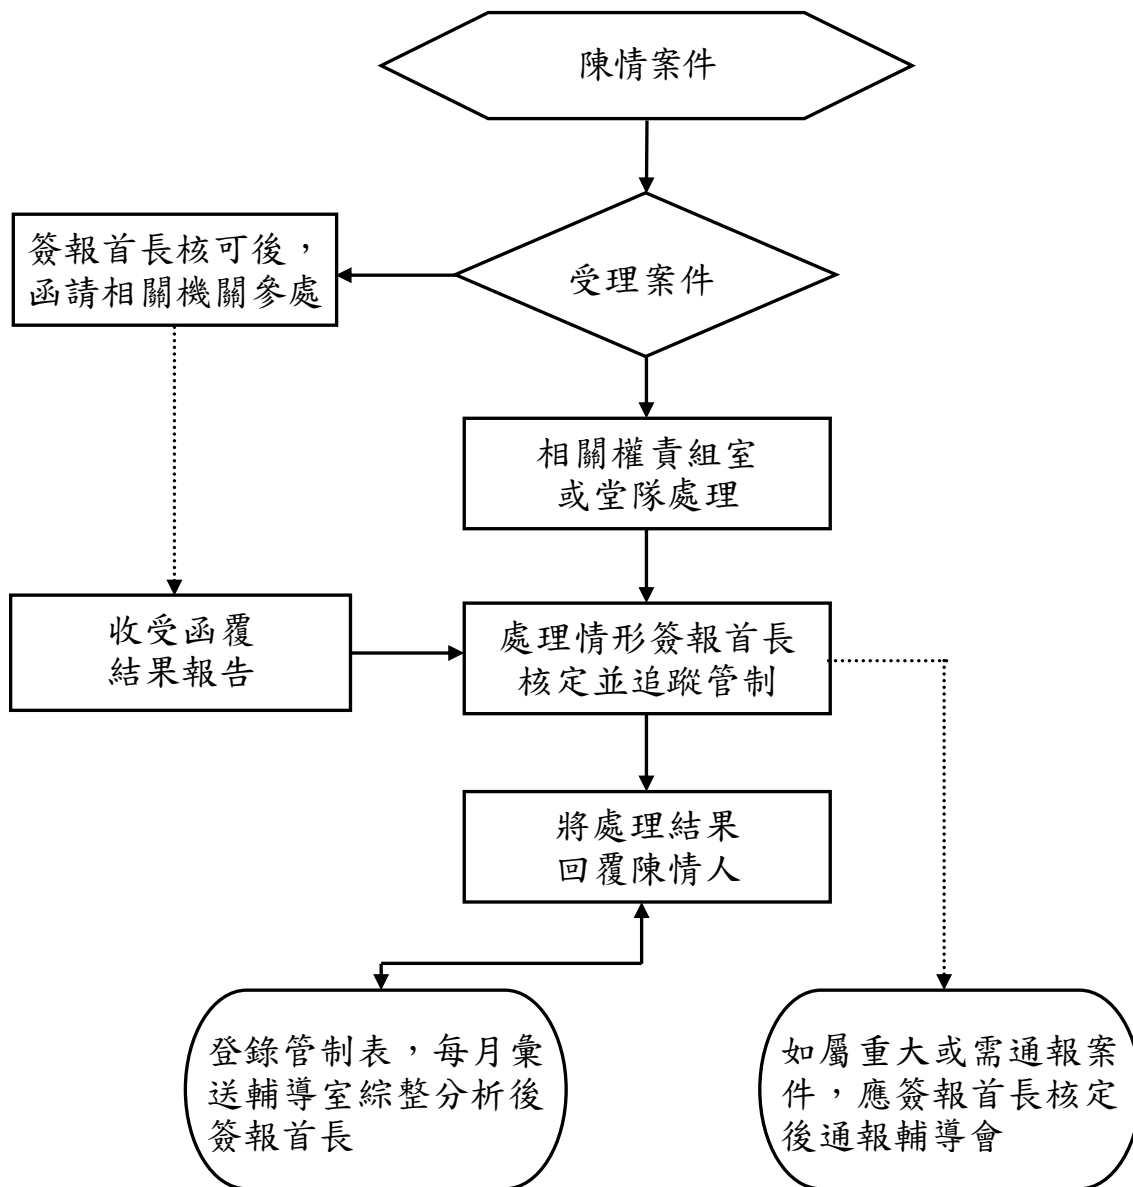 陳情案件
簽報首長核可後，
函請相關機關參處
受理案件
相關權責組室
或堂隊處理
收受函覆
結果報告
處理情形簽報首長
核定並追蹤管制
將處理結果
回覆陳情人
登錄管制表，每月彙
送輔導室綜整分析後
簽報首長
如屬重大或需通報案
件，應簽報首長核定
後通報輔導會